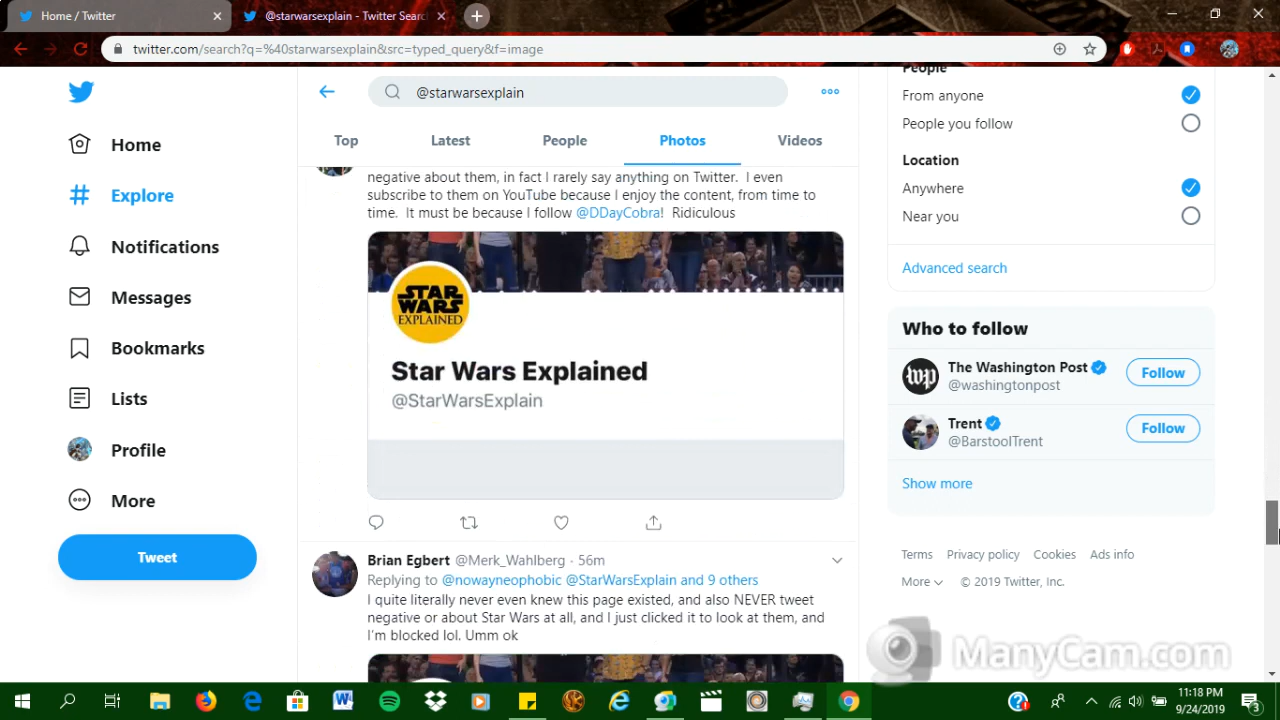 Home / Twitter
@starwarsexplain - Twitter Searc
twitter.com/search?q=%40starwarsexplain&src=typed_query&f=image
@starwarsexplain
Top
Latest
People
Photos
Videos
Home
Explore
Notifications
Messages
Bookmarks
Lists
Profile
More
Tweet
negative about them, in fact I rarely say anything on Twitter. I even
subscribe to them on YouTube because I enjoy the content, from time to
time. It must be because I follow @DDayCobra! Ridiculous
STAR
WARS
EXPLAINED
Star Wars Explained
@StarWarsExplain
Brian Egbert @Merk_Wahlberg · 56m
Replying to @nowayneophobic @StarWarsExplain and 9 others
I quite literally never even knew this page existed, and also NEVER tweet
negative or about Star Wars at all, and I just clicked it to look at them, and
I'm blocked lol. Umm ok
People
From anyone
People you follow
Location
Anywhere
Near you
Advanced search
Who to follow
wp
The Washington Post
@washingtonpost
Follow
Trent
@BarstoolTrent
Follow
Show more
Terms Privacy policy Cookies Ads info
More © 2019 Twitter, Inc.
ManyCam.com
11:18 PM
9/24/2019
3